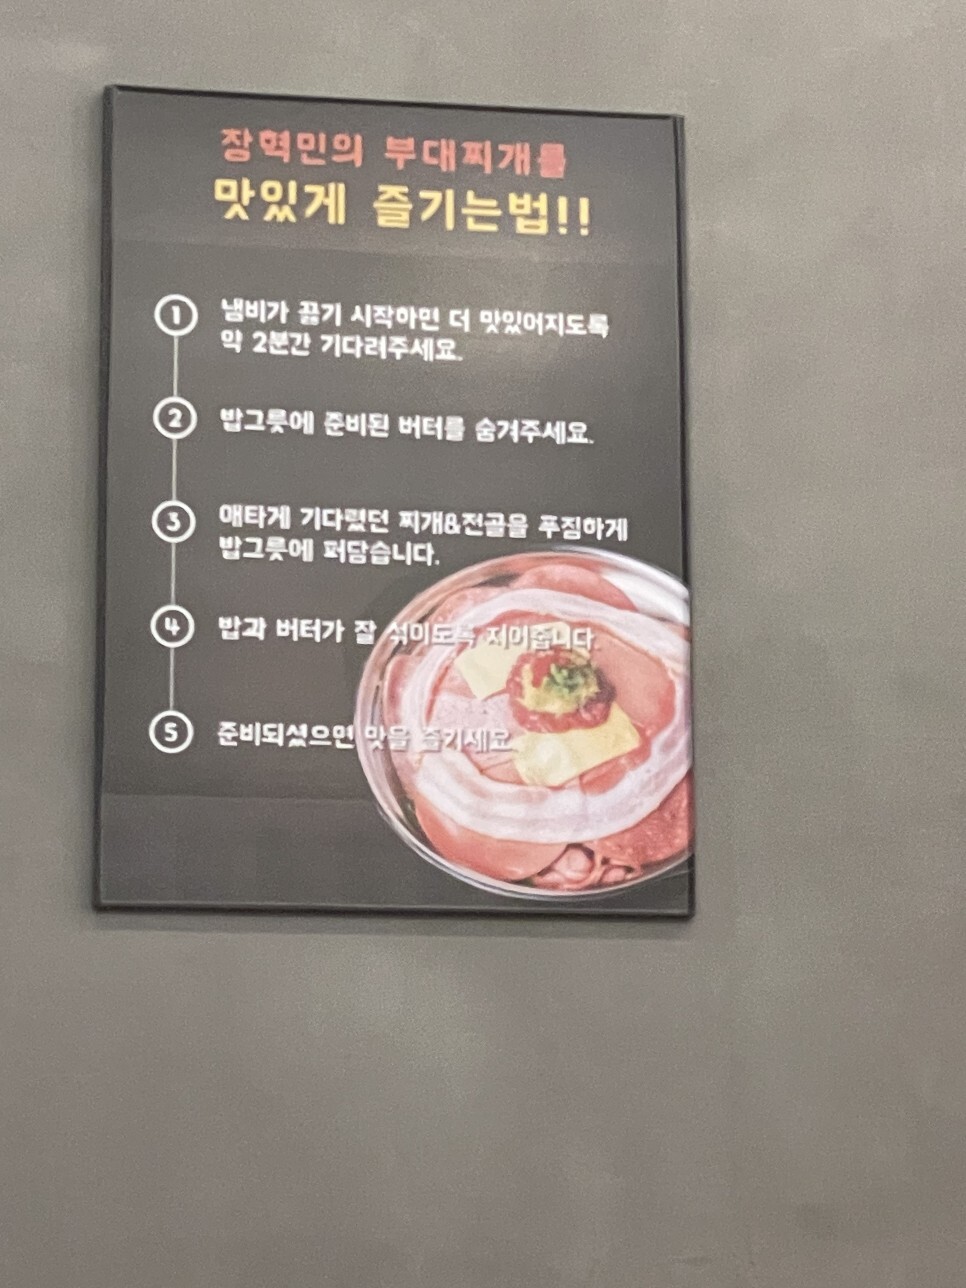 장혁민의 부대찌개를
맛있게 즐기는법!!
1 냄비가 끓기 시작하면 더 맛있어지도록
약 2분간 기다려주세요.
2 밥그릇에 준비된 버터를 숨겨주세요.
3 애타게 기다렸던 찌개&전골을 푸짐하게
밥그릇에 퍼담습니다.
4 밥과 버터가 잘 섞이도록 저어줍니다.
5 준비되셨으면 맛을 즐기세요.